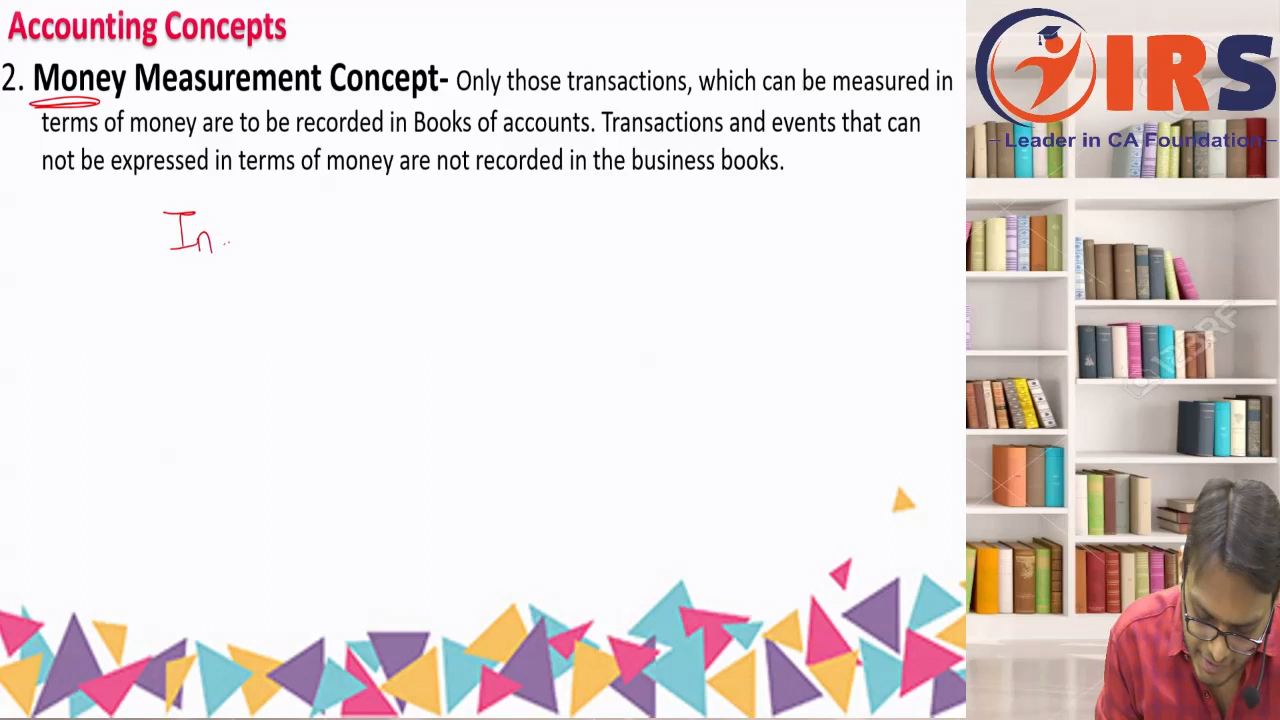 Accounting Concepts
2. Money Measurement Concept- Only those transactions, which can be measured in
terms of money are to be recorded in Books of accounts. Transactions and events that can
not be expressed in terms of money are not recorded in the business books.
In
IRS
Leader in CA Foundation
123RF